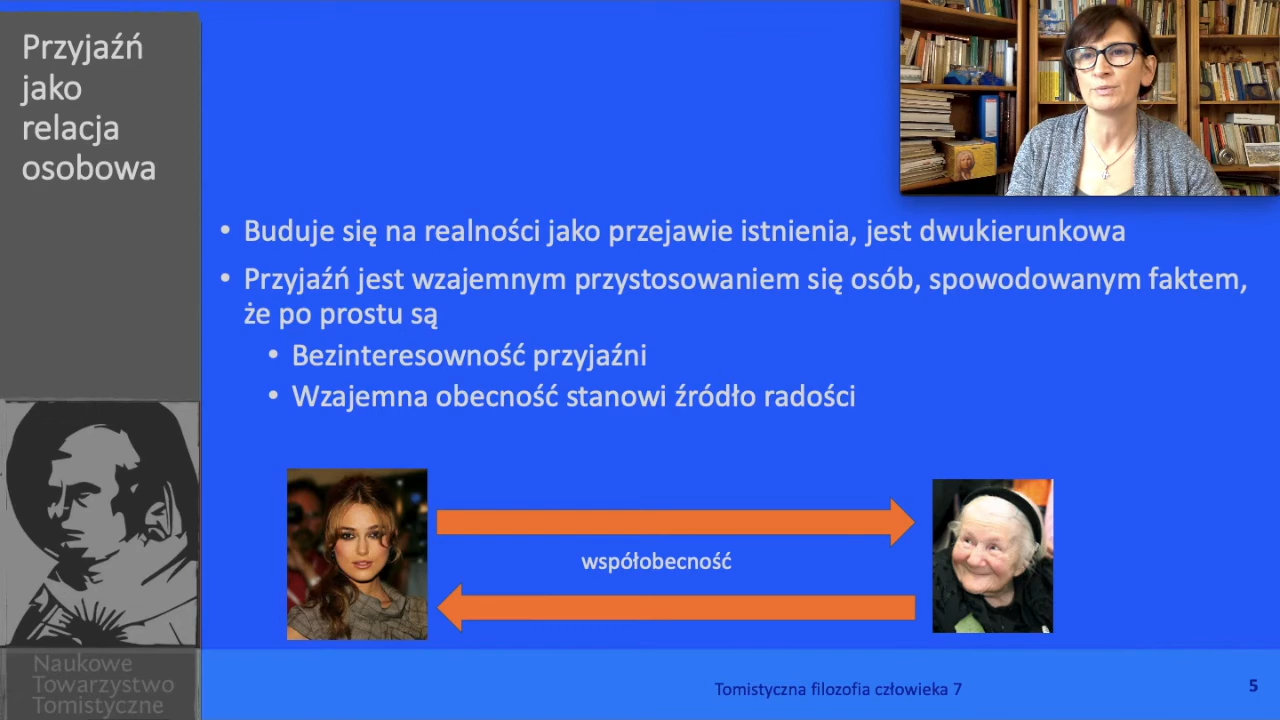 Przyjaźń
jako
relacja
osobowa
• Buduje się na realności jako przejawie istnienia, jest dwukierunkowa
• Przyjaźń jest wzajemnym przystosowaniem się osób, spowodowanym faktem,
że po prostu są
• Bezinteresowność przyjaźni
• Wzajemna obecność stanowi źródło radości
współobecność
Naukowe
Towarzystwo
Tomistyczne
Tomistyczna filozofia człowieka 7
5